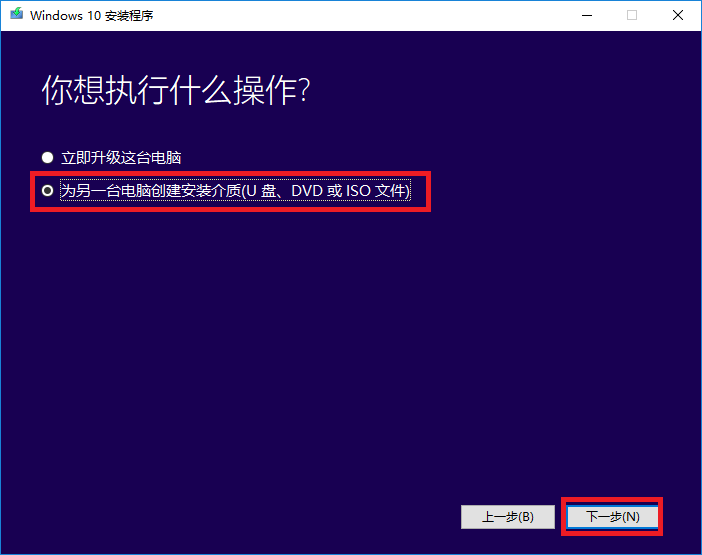 Windows 10 安装程序
你想执行什么操作?
立即升级这台电脑
为另一台电脑创建安装介质(U 盘、DVD 或 ISO 文件)
上一步(B)
下一步(N)